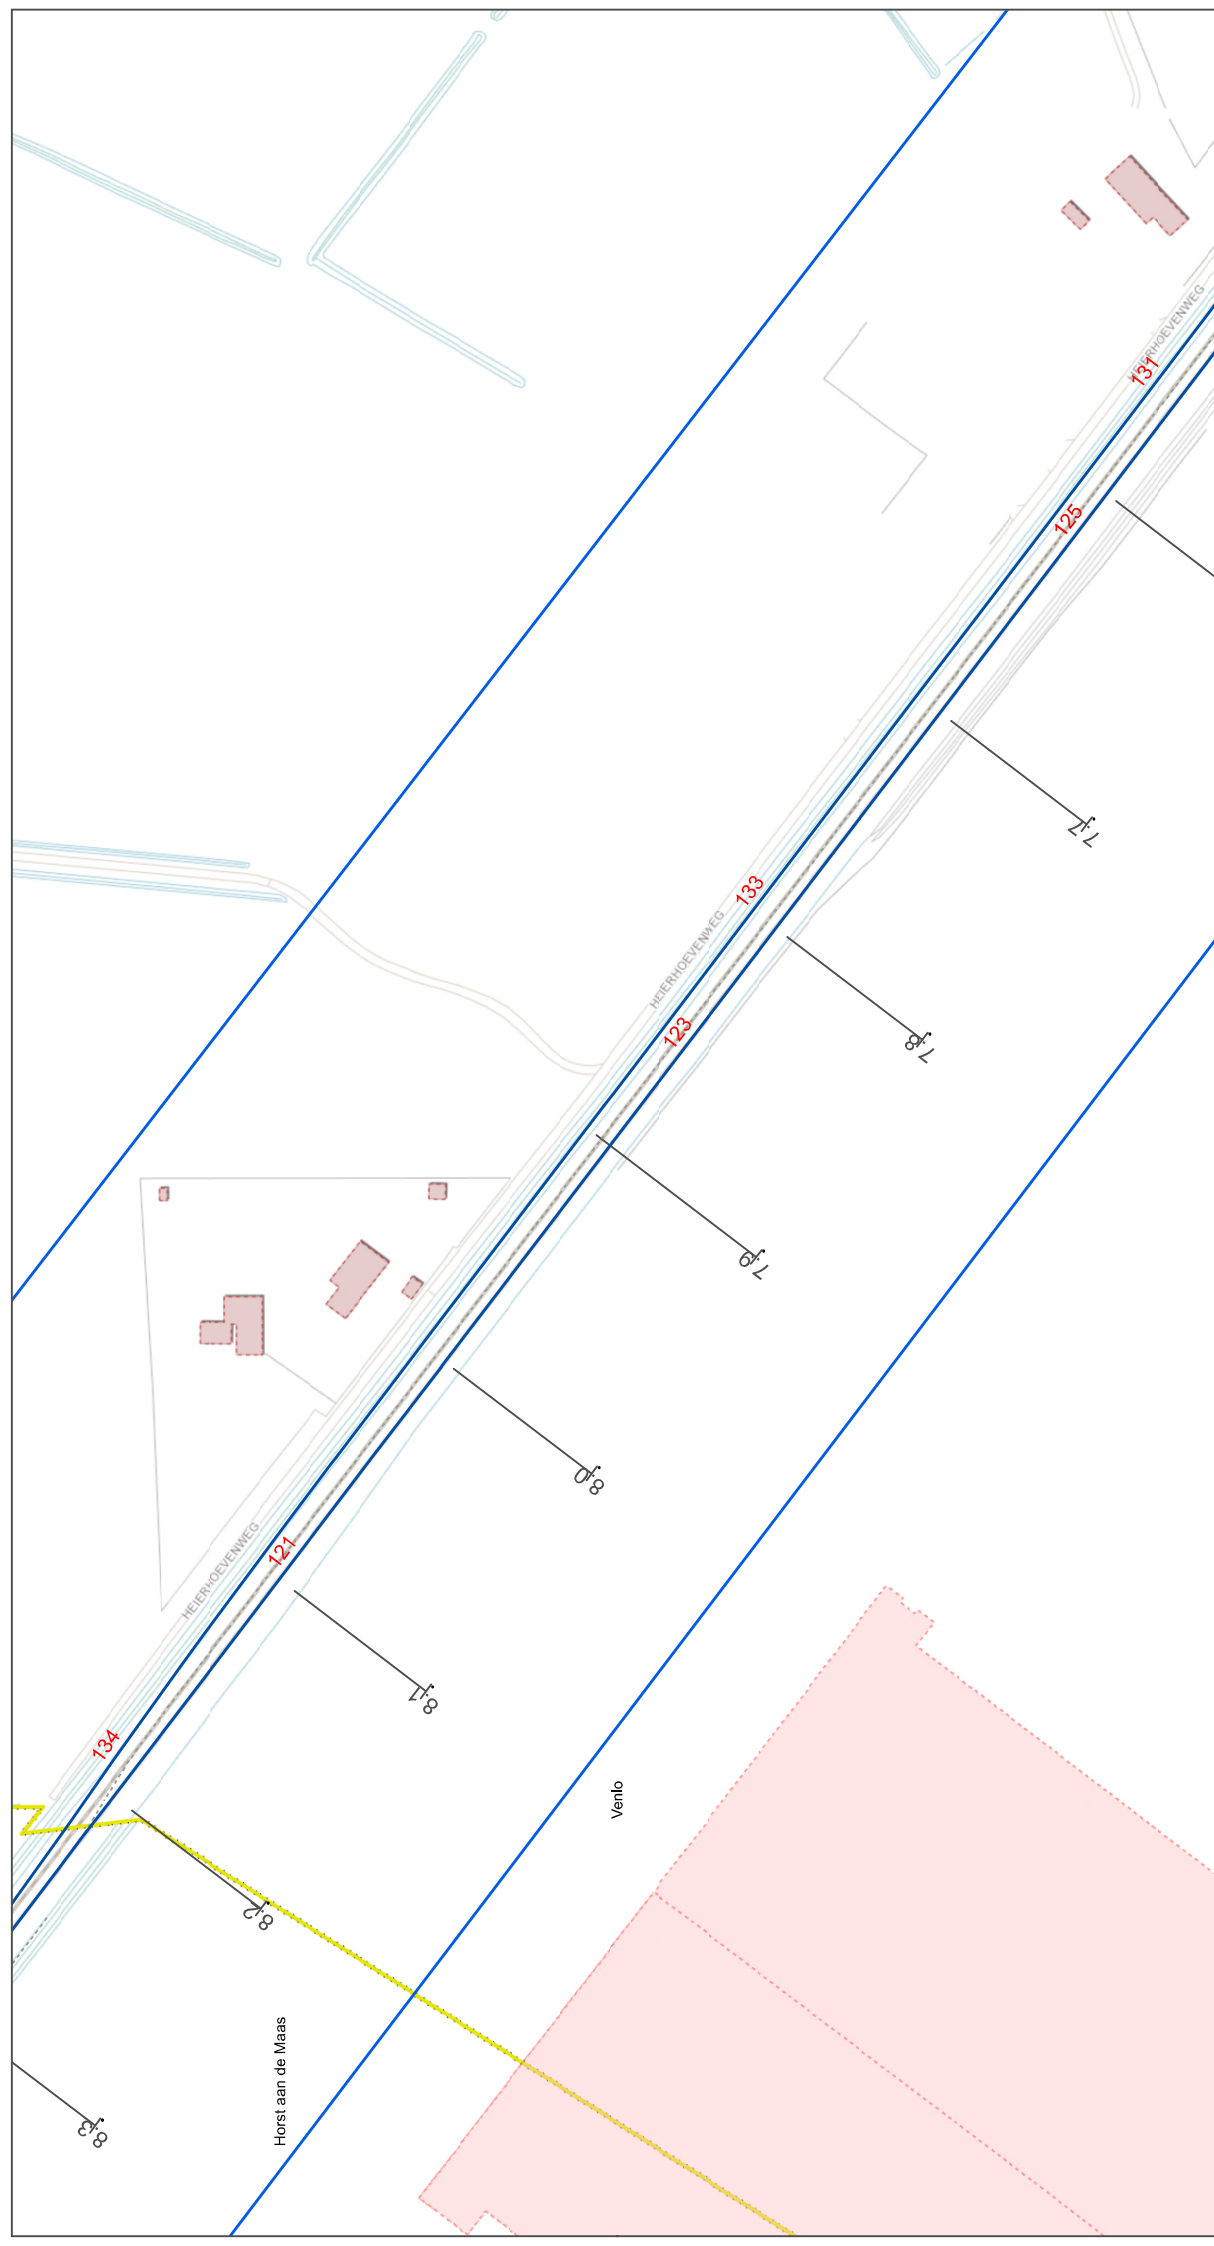 HEIERHOEVENWEG
131
125
7,7
133
HEIERHOEVENWEG
123
7,8
7,9
8,0
HEIERHOEVENWEG
121
8,1
134
Venlo
8,2
Horst aan de Maas
8,3